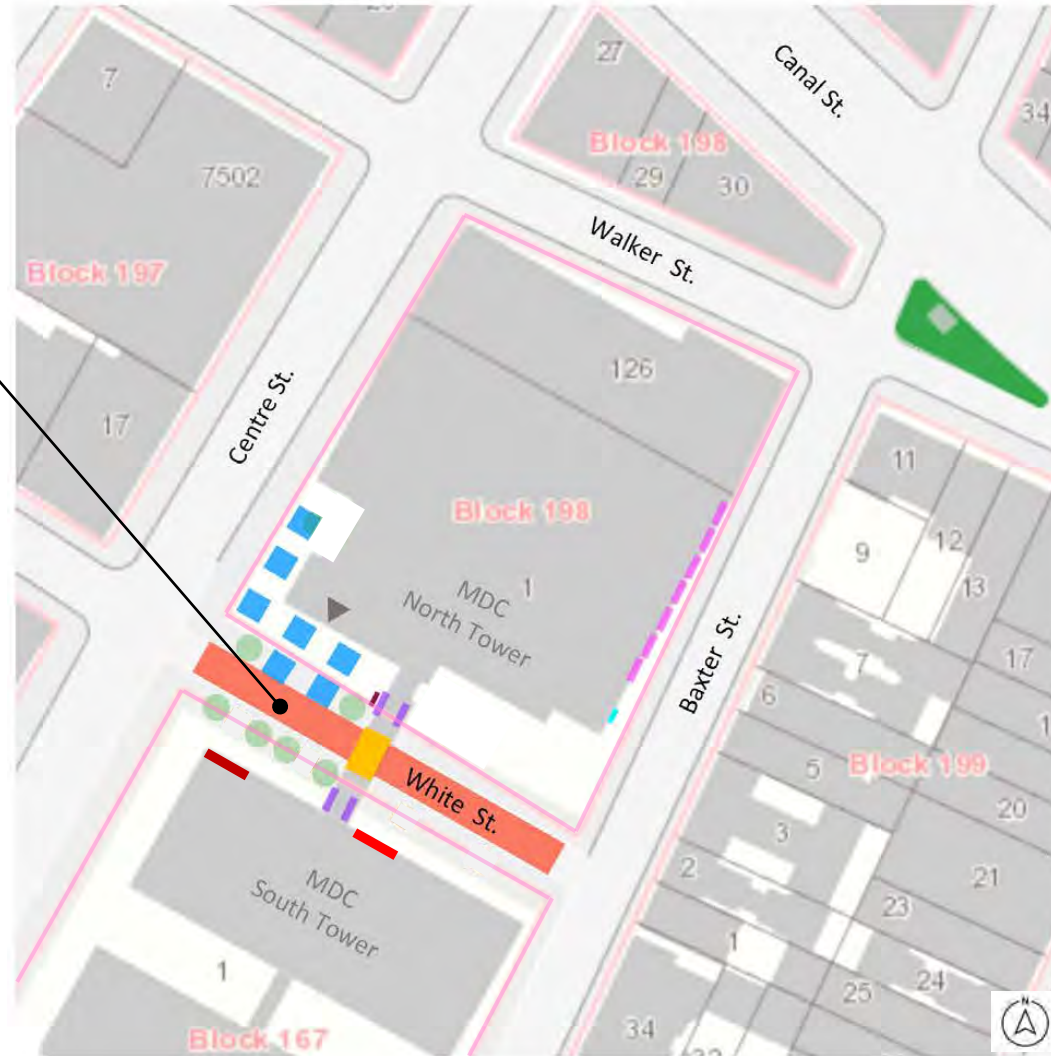 7
7502
Block 197
17
27
Block 198
29
30
Canal St.
34
Walker St.
Centre St.
126
Block 198
1
MDC
North Tower
Baxter St.
11
9
12
13
7
17
6
5
Block 199
1
3
20
2
21
23
1
24
25
34
White St.
MDC
South Tower
1
Block 167
N